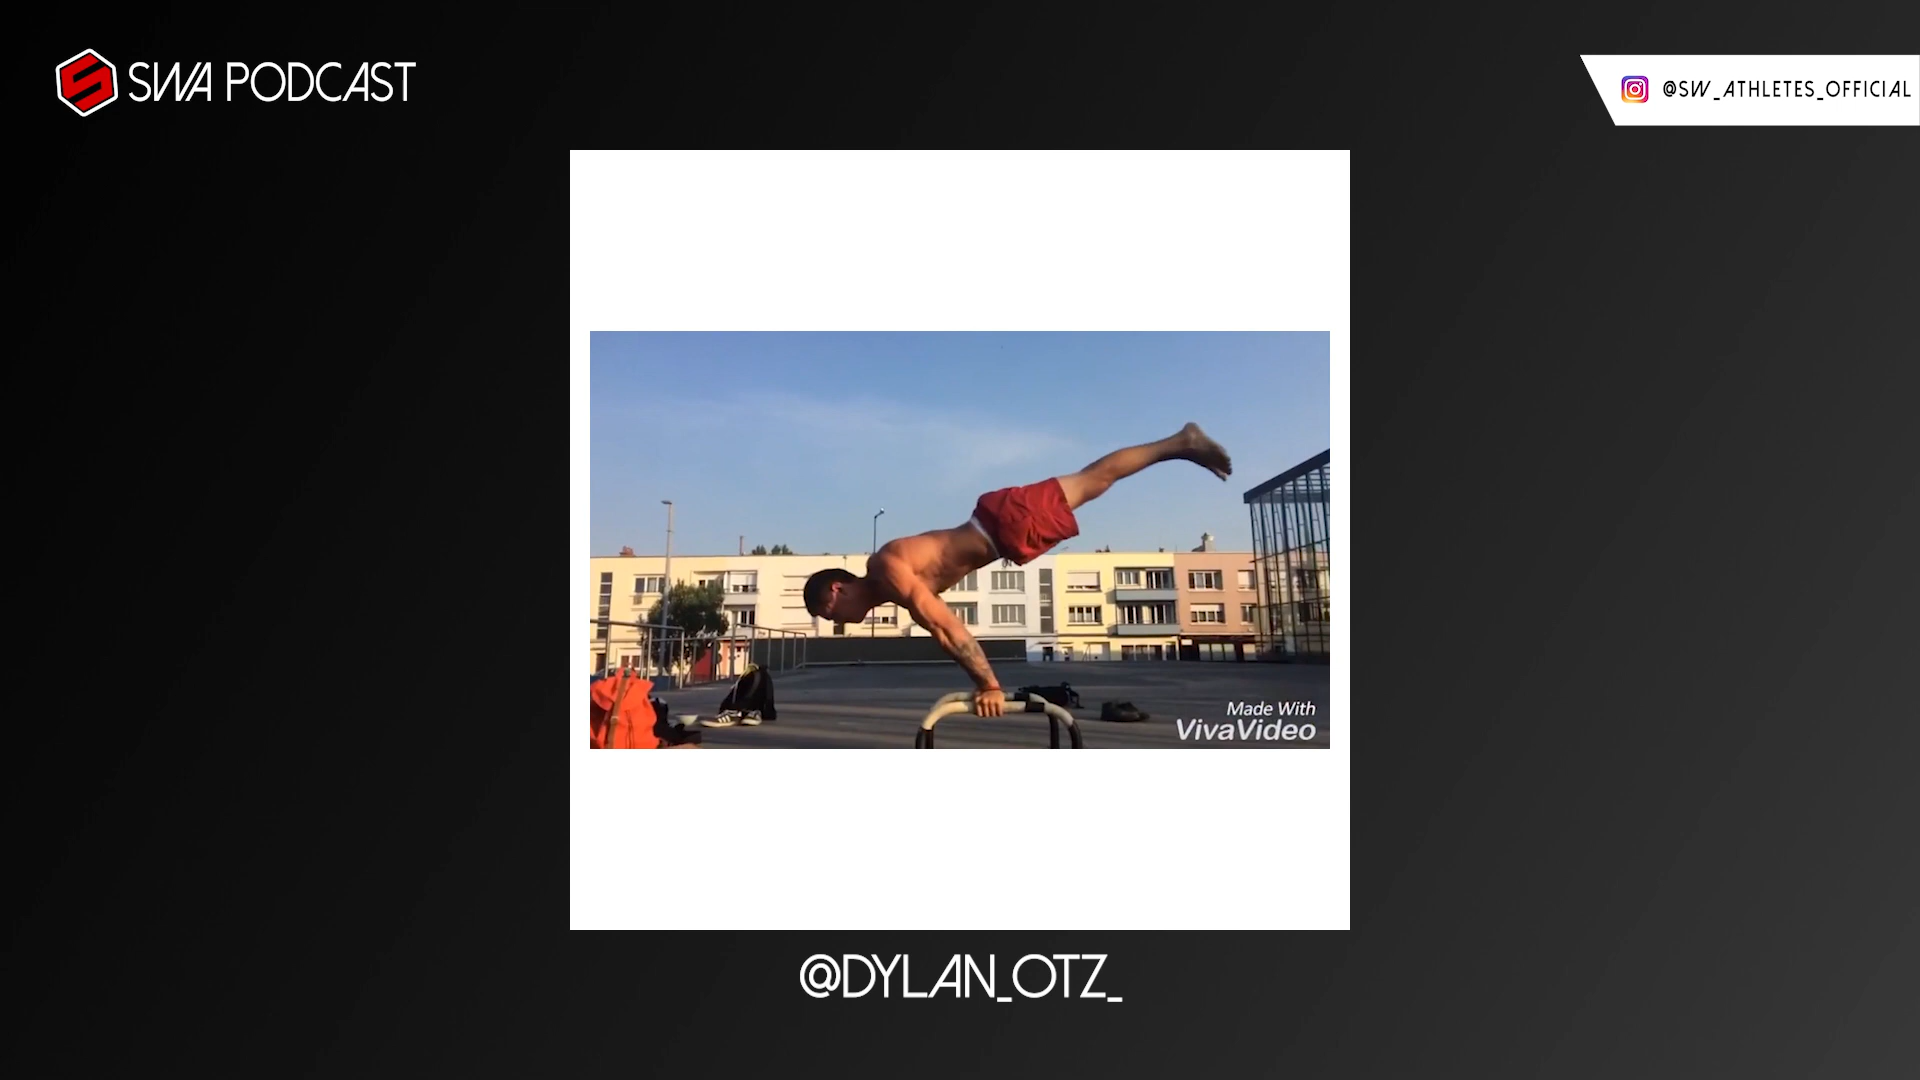 SWA PODCAST
@SW_ATHLETES_OFFICIAL
Made With
VivaVideo
@DYLAN_OTZ_